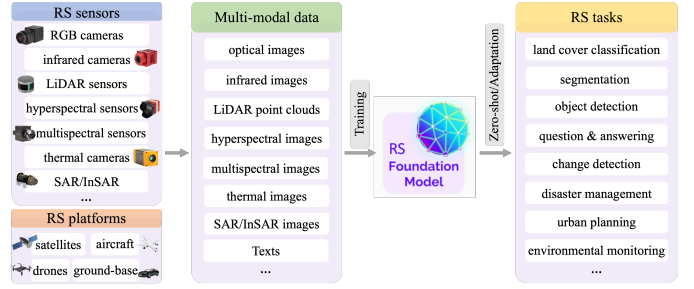 RS sensors
RGB cameras
infrared cameras
LiDAR sensors
hyperspectral sensors
multispectral sensors
thermal cameras
SAR/InSAR
...
RS platforms
satellites
aircraft
drones
ground-base
Multi-modal data
optical images
infrared images
LiDAR point clouds
hyperspectral images
multispectral images
thermal images
SAR/InSAR images
Texts
...
Training
RS
Foundation
Model
Zero-shot/Adaptation
RS tasks
land cover classification
segmentation
object detection
question & answering
change detection
disaster management
urban planning
environmental monitoring
...